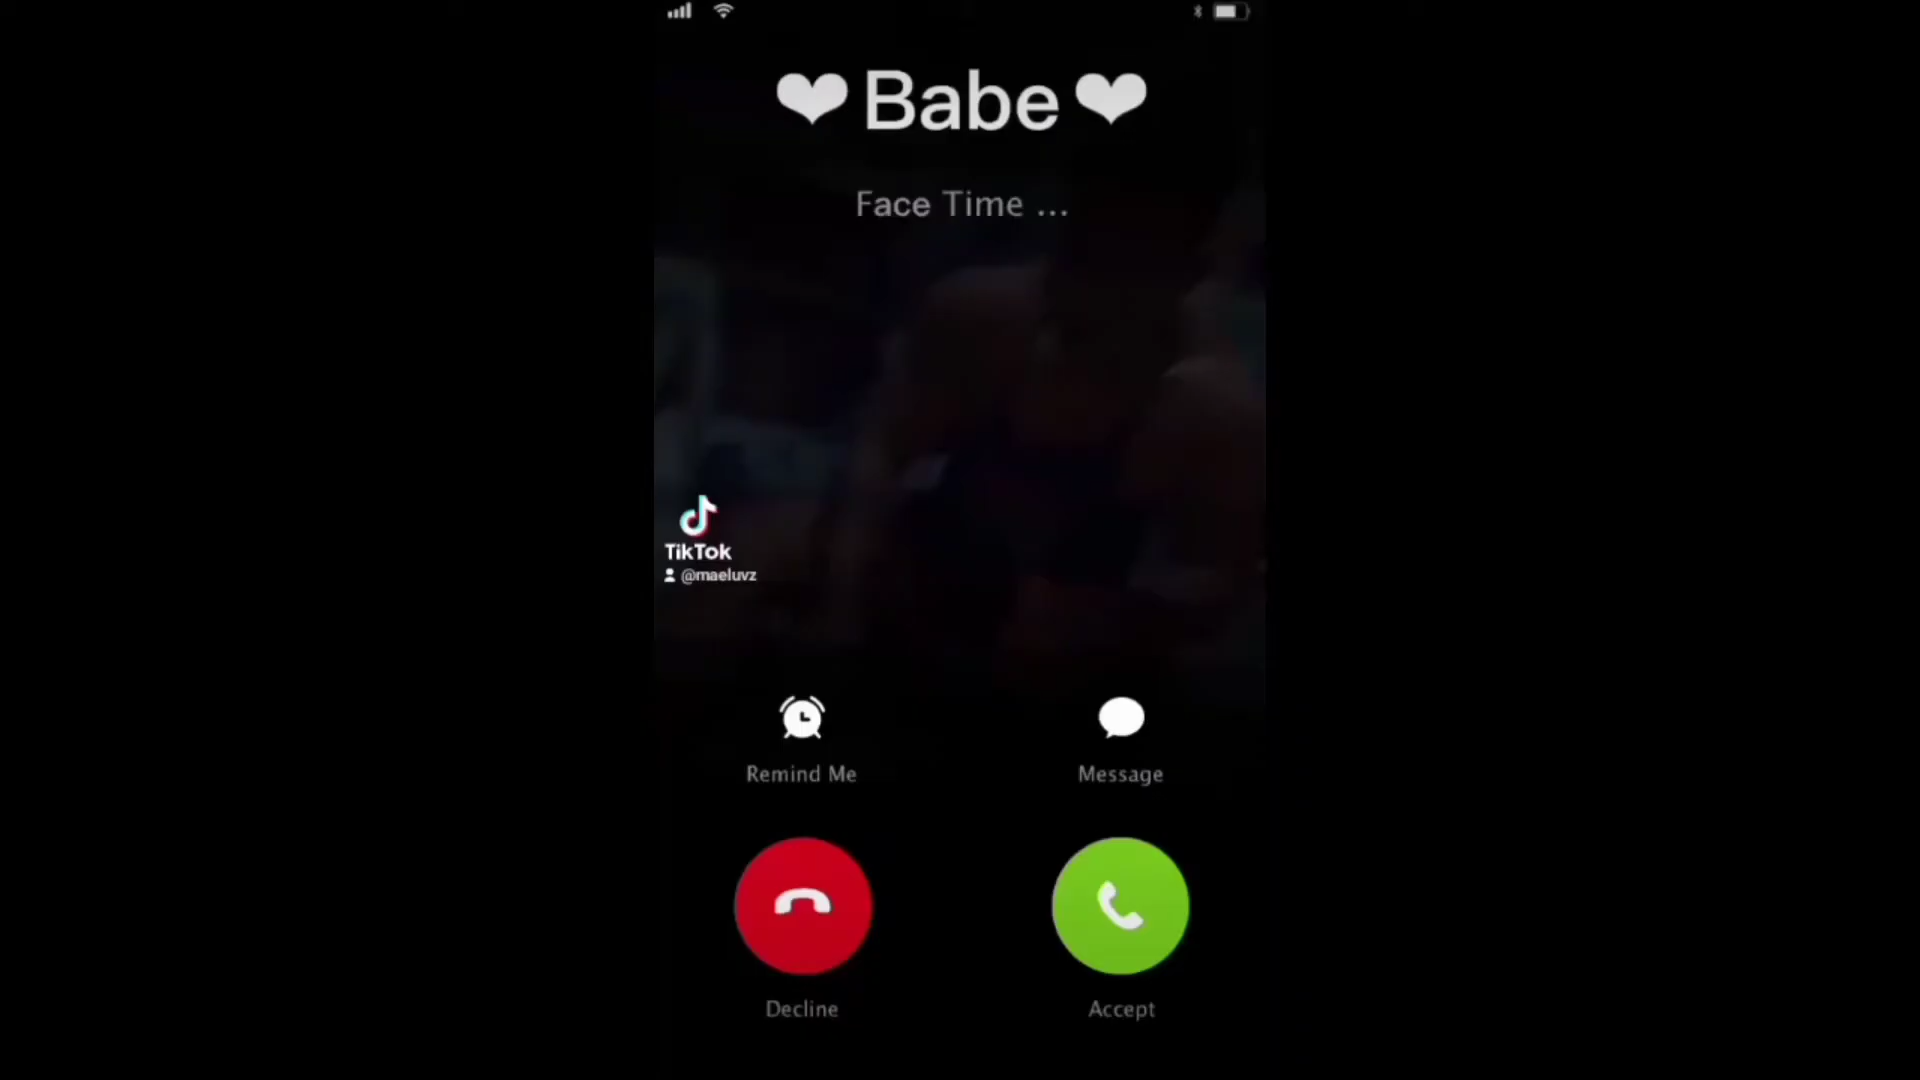 ❤Babe❤
Face Time ...
TikTok
@maeluvz
Remind Me
Message
Decline
Accept